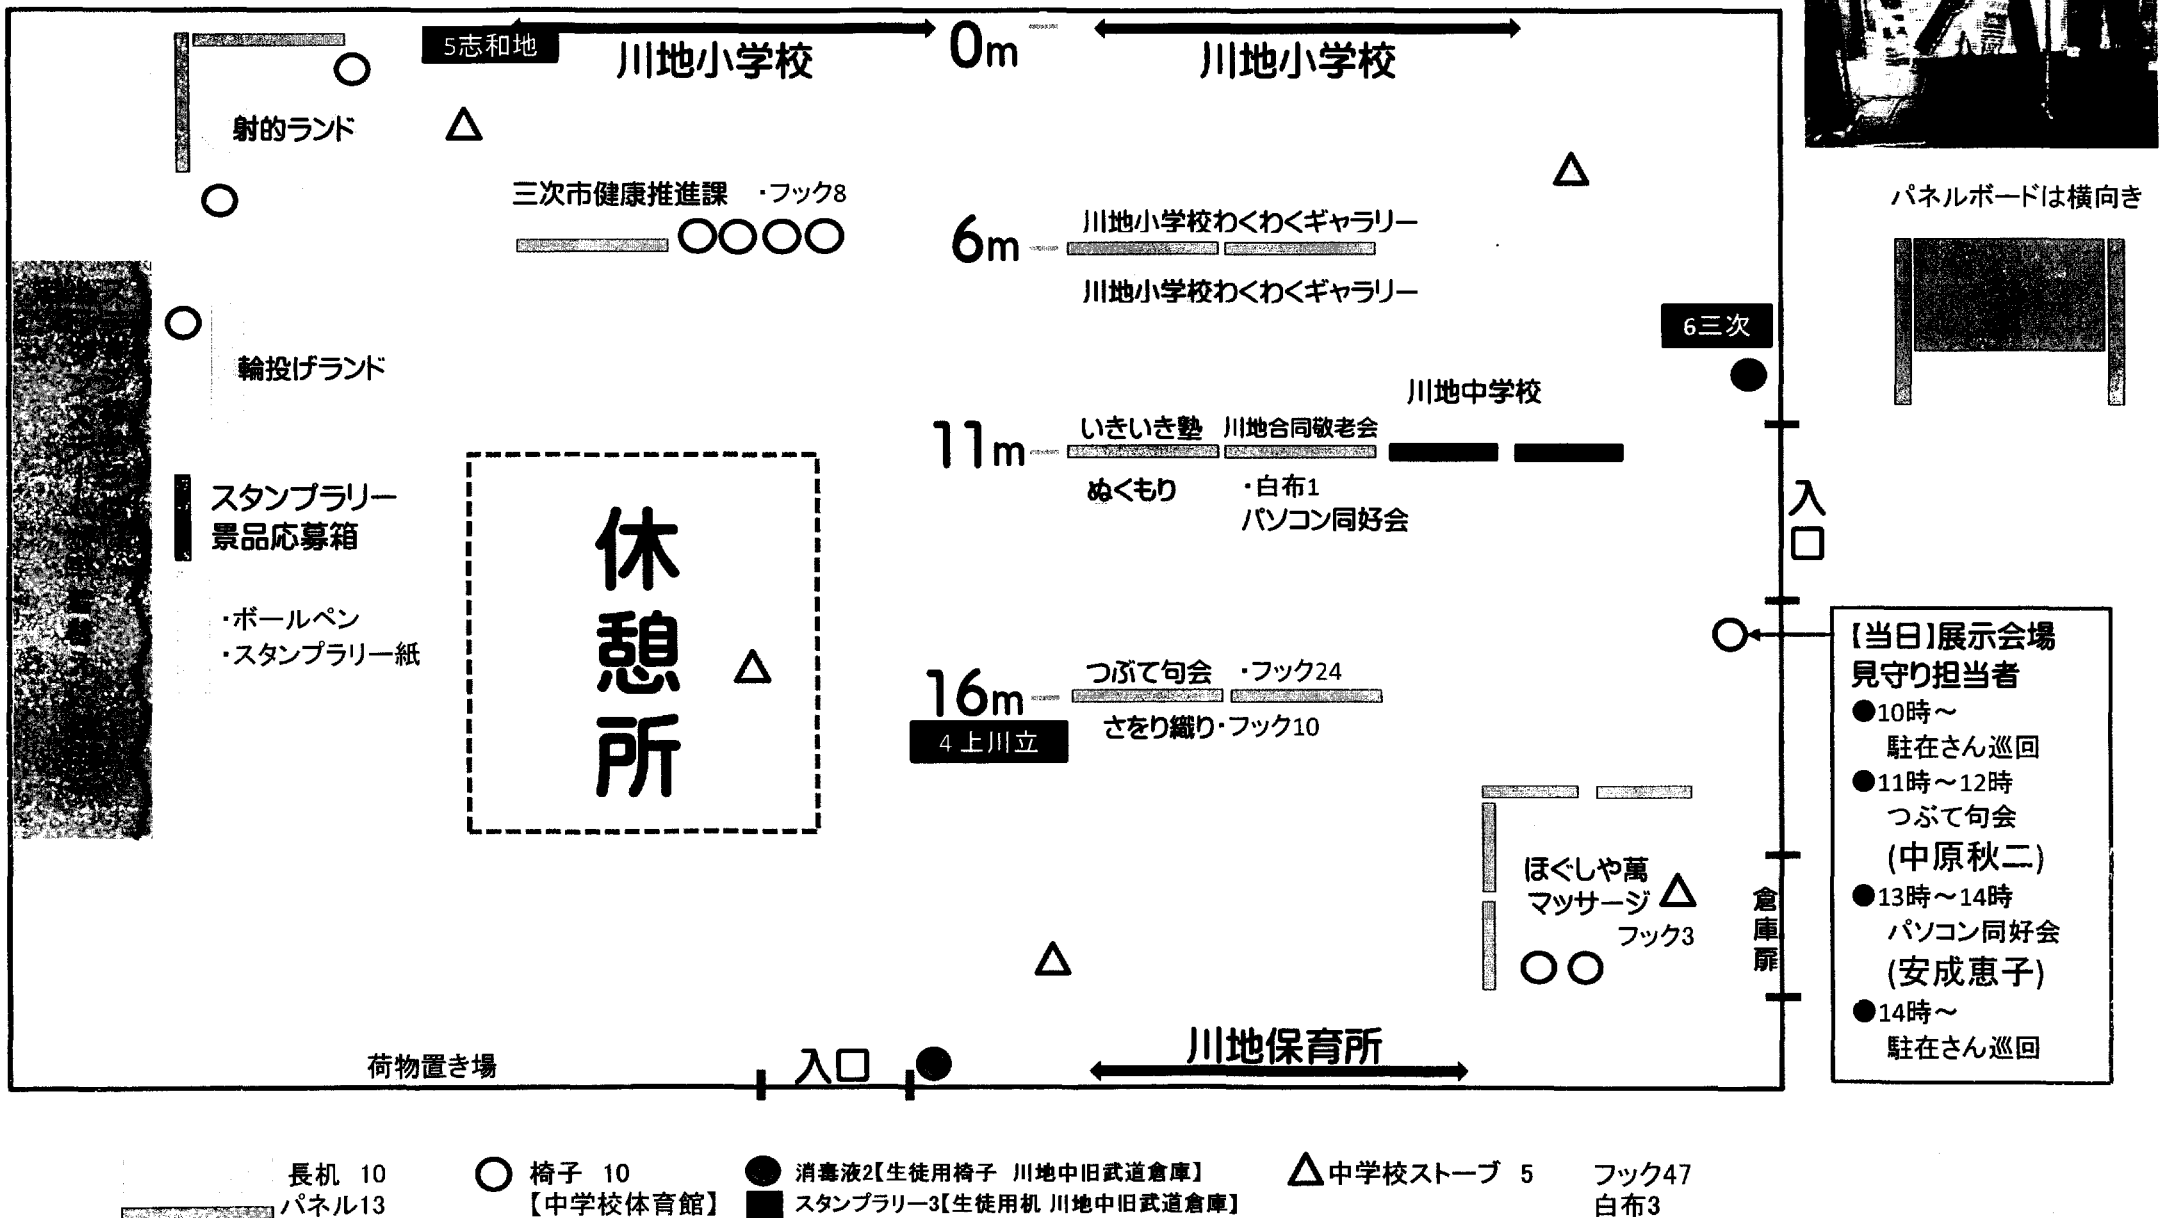 5志和地
川地小学校
0m
川地小学校
射的ランド
三次市健康推進課 ・フック8
6m
川地小学校わくわくギャラリー
川地小学校わくわくギャラリー
パネルボードは横向き
6三次
輪投げランド
川地中学校
11m
いきいき塾 川地合同敬老会
ぬくもり
・白布1
パソコン同好会
スタンプラリー
景品応募箱
・ボールペン
・スタンプラリー紙
休憩所
入口
16m
つぶて句会 ・フック24
さをり織り・フック10
4上川立
【当日】展示会場
見守り担当者
●10時～
駐在さん巡回
●11時～12時
つぶて句会
(中原秋二)
●13時～14時
パソコン同好会
(安成恵子)
●14時～
駐在さん巡回
ほぐしや萬
マッサージ
フック3
倉庫扉
荷物置き場
入口
川地保育所
長机 10
パネル13
椅子 10
【中学校体育館】
消毒液2【生徒用椅子 川地中旧武道倉庫】
スタンプラリー3【生徒用机 川地中旧武道倉庫】
中学校ストーブ 5
フック47
白布3